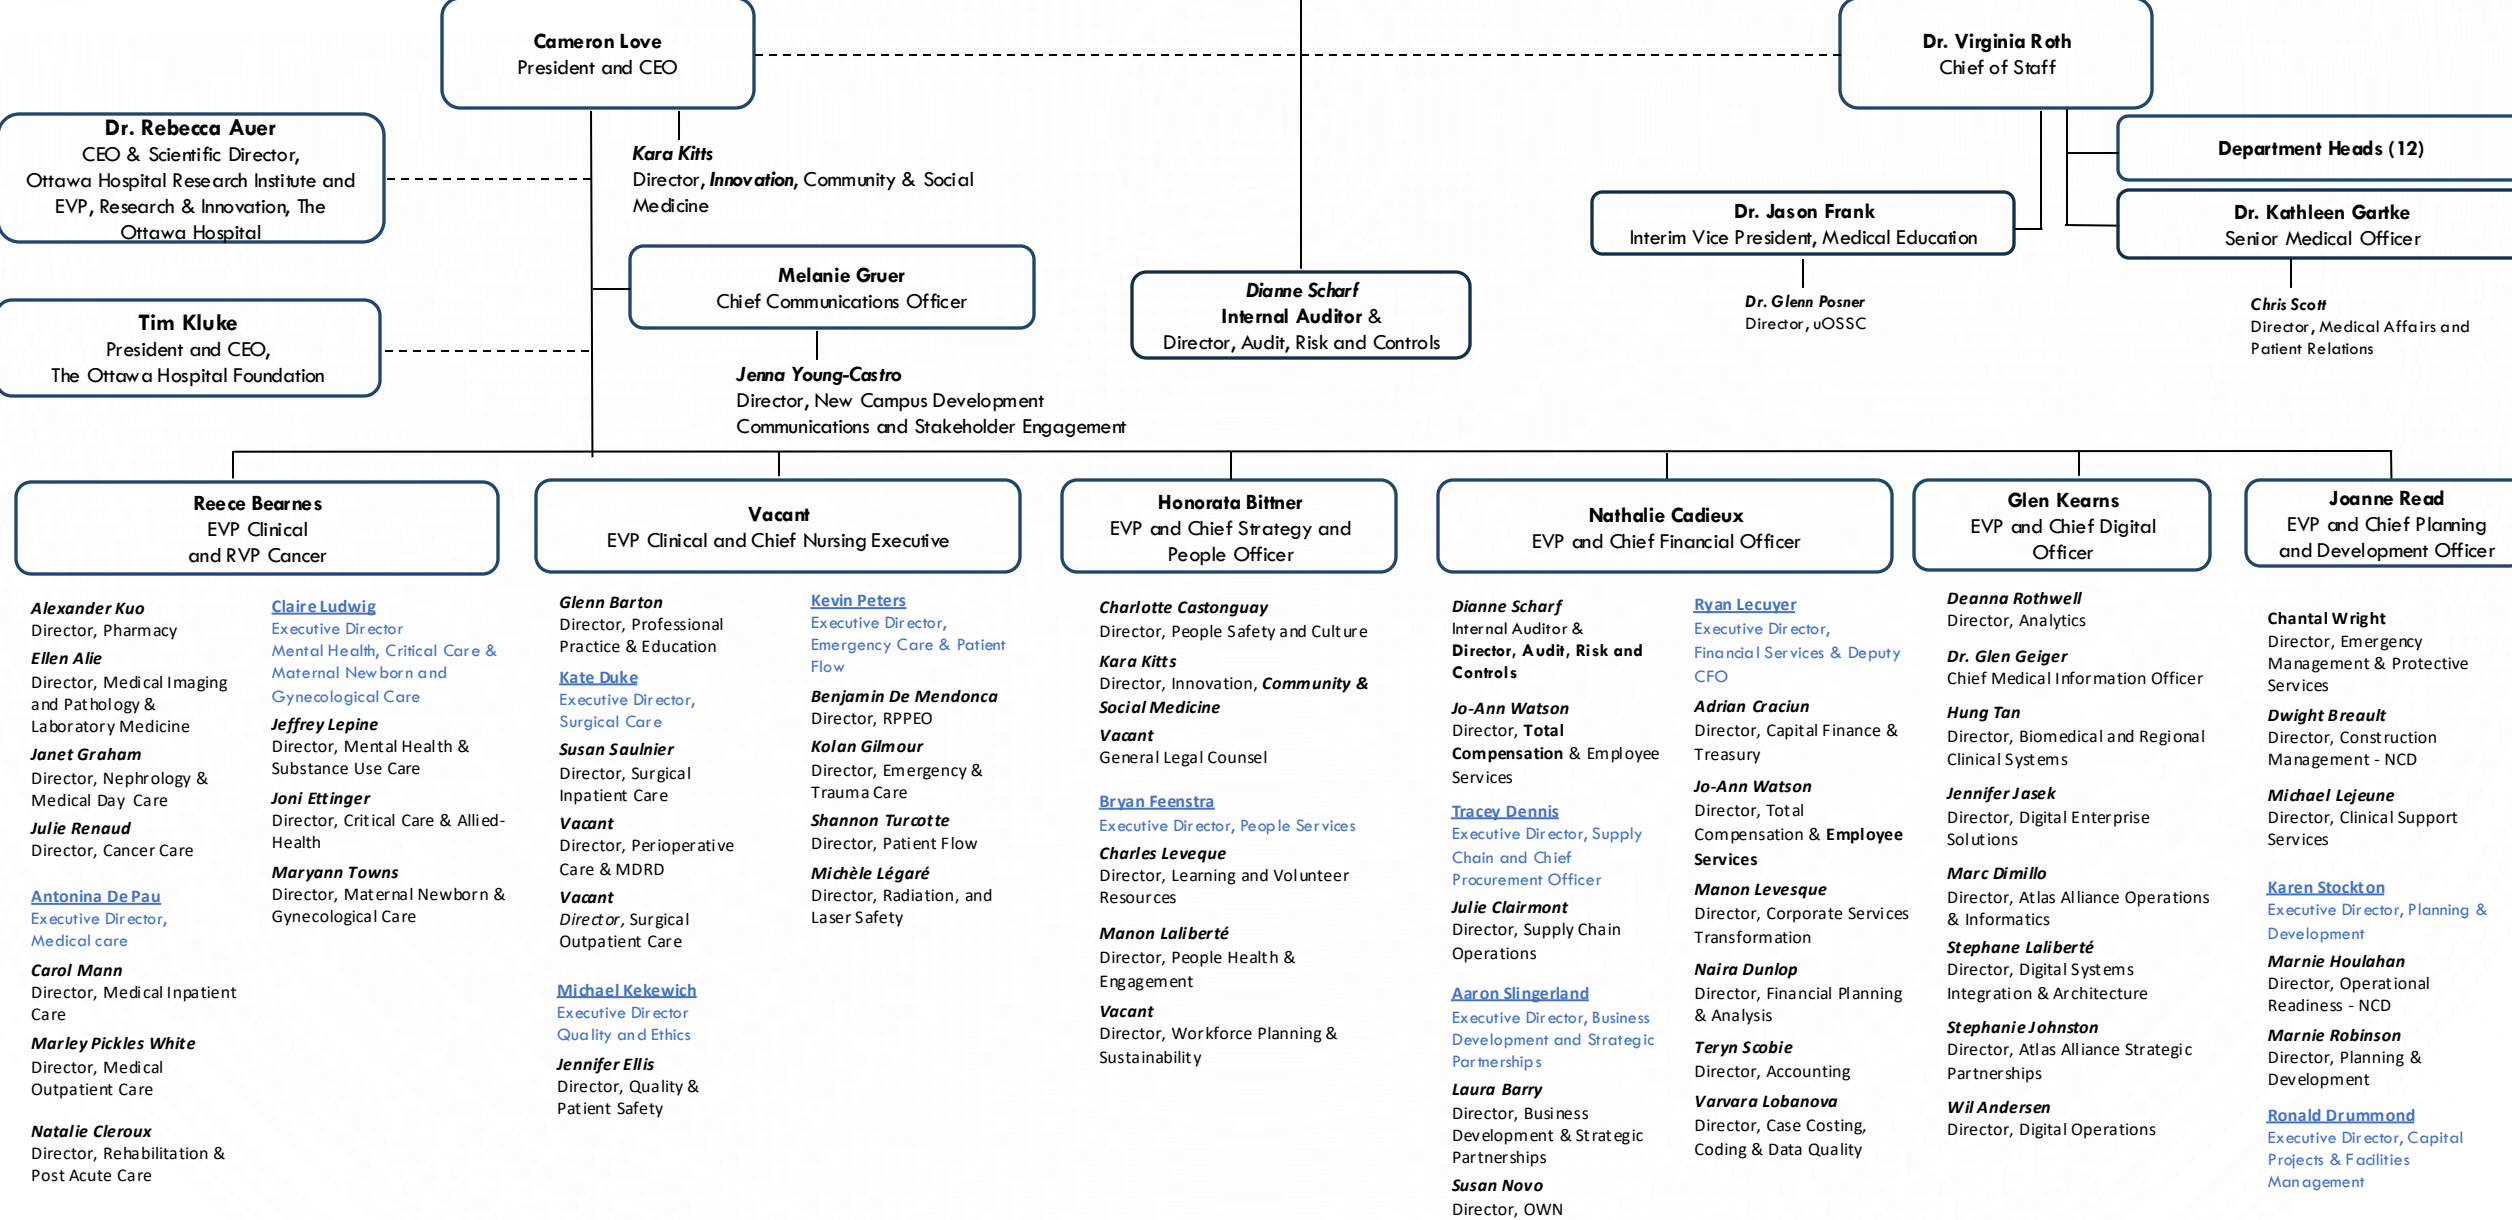 Cameron Love
President and CEO
Dr. Virginia Roth
Chief of Staff
Dr. Rebecca Auer
CEO & Scientific Director,
Ottawa Hospital Research Institute and
EVP, Research & Innovation, The
Ottawa Hospital
Kara Kitts
Director, Innovation, Community & Social
Medicine
Department Heads (12)
Dr. Jason Frank
Interim Vice President, Medical Education
Dr. Kathleen Gartke
Senior Medical Officer
Melanie Gruer
Chief Communications Officer
Dianne Scharf
Internal Auditor &
Director, Audit, Risk and Controls
Dr. Glenn Posner
Director, uOSSC
Chris Scott
Director, Medical Affairs and
Patient Relations
Tim Kluke
President and CEO,
The Ottawa Hospital Foundation
Jenna Young-Castro
Director, New Campus Development
Communications and Stakeholder Engagement
Reece Bearnes
EVP Clinical
and RVP Cancer
Vacant
EVP Clinical and Chief Nursing Executive
Honorata Bittner
EVP and Chief Strategy and
People Officer
Nathalie Cadieux
EVP and Chief Financial Officer
Glen Kearns
EVP and Chief Digital
Officer
Joanne Read
EVP and Chief Planning
and Development Officer
Alexander Kuo
Director, Pharmacy
Ellen Alie
Director, Medical Imaging
and Pathology &
Laboratory Medicine
Janet Graham
Director, Nephrology &
Medical Day Care
Julie Renaud
Director, Cancer Care
Antonina De Pau
Executive Director,
Medical care
Carol Mann
Director, Medical Inpatient
Care
Marley Pickles White
Director, Medical
Outpatient Care
Natalie Cleroux
Director, Rehabilitation &
Post Acute Care
Claire Ludwig
Executive Director
Mental Health, Critical Care &
Maternal Newborn and
Gynecological Care
Jeffrey Lepine
Director, Mental Health &
Substance Use Care
Joni Ettinger
Director, Critical Care & Allied-
Health
Maryann Towns
Director, Maternal Newborn &
Gynecological Care
Glenn Barton
Director, Professional
Practice & Education
Kate Duke
Executive Director,
Surgical Care
Susan Saulnier
Director, Surgical
Inpatient Care
Vacant
Director, Perioperative
Care & MDRD
Vacant
Director, Surgical
Outpatient Care
Michael Kekewich
Executive Director
Quality and Ethics
Jennifer Ellis
Director, Quality &
Patient Safety
Kevin Peters
Executive Director,
Emergency Care & Patient
Flow
Benjamin De Mendonca
Director, RPPEO
Kolan Gilmour
Director, Emergency &
Trauma Care
Shannon Turcotte
Director, Patient Flow
Michèle Légaré
Director, Radiation, and
Laser Safety
Charlotte Castonguay
Director, People Safety and Culture
Kara Kitts
Director, Innovation, Community &
Social Medicine
Vacant
General Legal Counsel
Bryan Feenstra
Executive Director, People Services
Charles Leveque
Director, Learning and Volunteer
Resources
Manon Laliberté
Director, People Health &
Engagement
Vacant
Director, Workforce Planning &
Sustainability
Dianne Scharf
Internal Auditor &
Director, Audit, Risk and
Controls
Jo-Ann Watson
Director, Total
Compensation & Employee
Services
Tracey Dennis
Executive Director, Supply
Chain and Chief
Procurement Officer
Julie Clairmont
Director, Supply Chain
Operations
Aaron Slingerland
Executive Director, Business
Development and Strategic
Partnerships
Laura Barry
Director, Business
Development & Strategic
Partnerships
Susan Novo
Director, OWN
Ryan Lecuyer
Executive Director,
Financial Services & Deputy
CFO
Adrian Craciun
Director, Capital Finance &
Treasury
Jo-Ann Watson
Director, Total
Compensation & Employee
Services
Manon Levesque
Director, Corporate Services
Transformation
Naira Dunlop
Director, Financial Planning
& Analysis
Teryn Scobie
Director, Accounting
Varvara Lobanova
Director, Case Costing,
Coding & Data Quality
Deanna Rothwell
Director, Analytics
Dr. Glen Geiger
Chief Medical Information Officer
Hung Tan
Director, Biomedical and Regional
Clinical Systems
Jennifer Jasek
Director, Digital Enterprise
Solutions
Marc Dimillo
Director, Atlas Alliance Operations
& Informatics
Stephane Laliberté
Director, Digital Systems
Integration & Architecture
Stephanie Johnston
Director, Atlas Alliance Strategic
Partnerships
Wil Andersen
Director, Digital Operations
Chantal Wright
Director, Emergency
Management & Protective
Services
Dwight Breault
Director, Construction
Management - NCD
Michael Lejeune
Director, Clinical Support
Services
Karen Stockton
Executive Director, Planning &
Development
Marnie Houlahan
Director, Operational
Readiness - NCD
Marnie Robinson
Director, Planning &
Development
Ronald Drummond
Executive Director, Capital
Projects & Facilities
Management